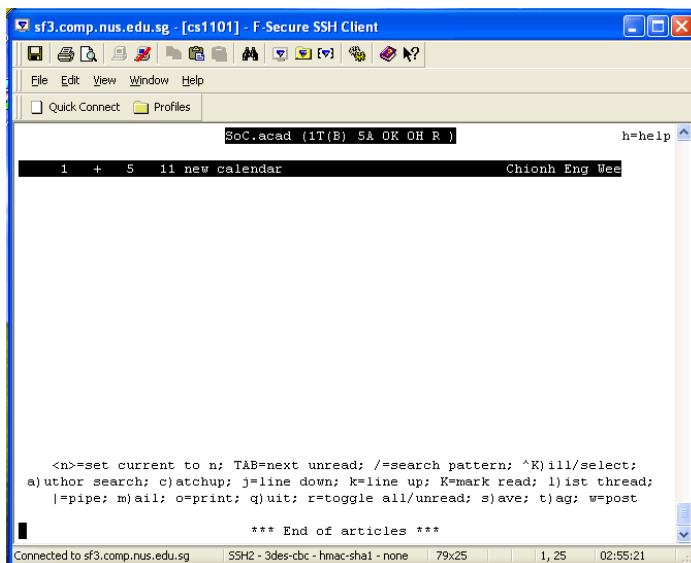 sf3.comp.nus.edu.sg - [cs1101] - F-Secure SSH Client
File Edit View Window Help
Quick Connect Profiles
SoC.acad (1T(B) 5A 0K 0H R ) h=help
1 + 5 11 new calendar Chionh Eng Wee
<n>=set current to n; TAB=next unread; /=search pattern; ^K)ill/select;
a)uthor search; c)atchup; j=line down; k=line up; K=mark read; l)ist thread;
|=pipe; m)ail; o=print; q)uit; r=toggle all/unread; s)ave; t)ag; w=post
*** End of articles ***
Connected to sf3.comp.nus.edu.sg SSH2 - 3des-cbc - hmac-sha1 - none 79x25 1, 25 02:55:21